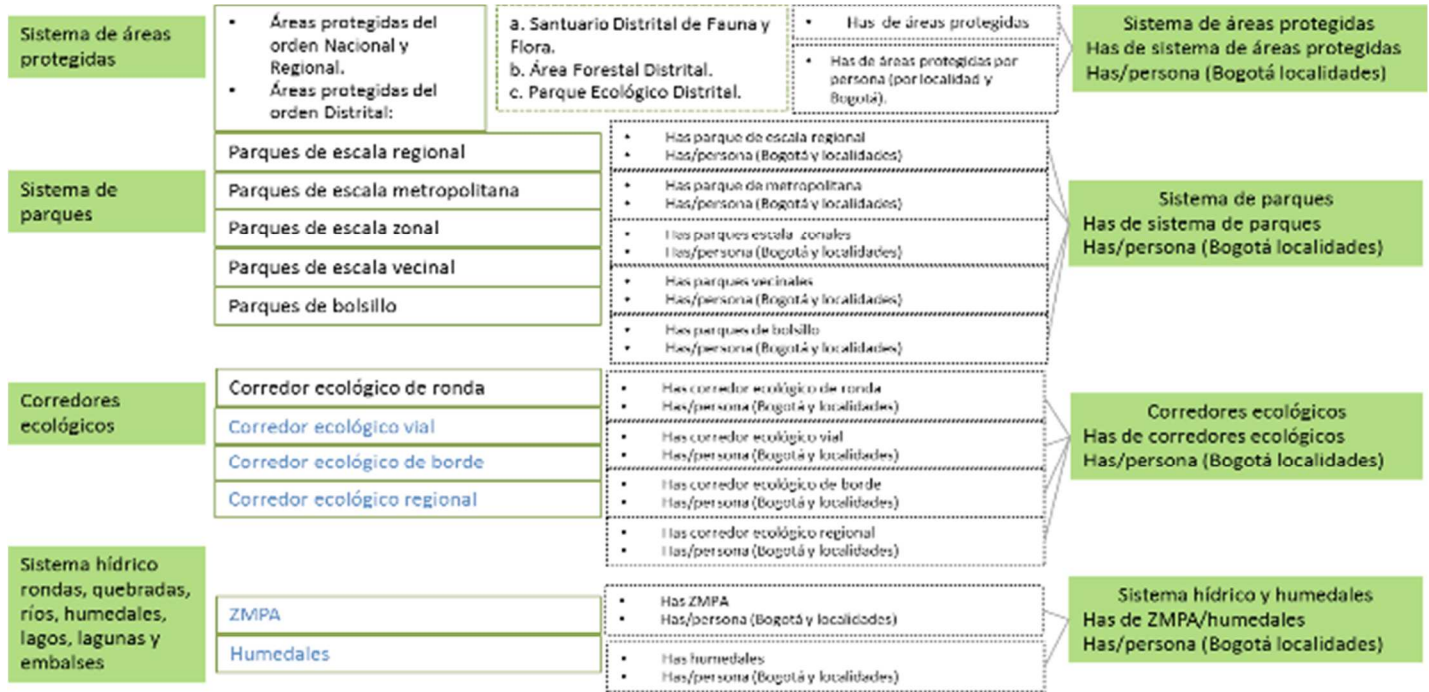 Sistema de áreas
protegidas
• Áreas protegidas del
orden Nacional y
Regional.
• Áreas protegidas del
orden Distrital:
a. Santuario Distrital de Fauna y
Flora.
b. Área Forestal Distrital.
c. Parque Ecológico Distrital.
• Has de áreas protegidas
• Has de áreas protegidas por
persona (por localidad y
Bogotá).
Sistema de áreas protegidas
Has de sistema de áreas protegidas
Has/persona (Bogotá localidades)
Sistema de
parques
Parques de escala regional
Parques de escala metropolitana
Parques de escala zonal
Parques de escala vecinal
Parques de bolsillo
• Has parque de escala regional
• Has/persona (Bogotá y localidades)
• Has parque de metropolitana
• Has/persona (Bogotá y localidades)
• Has parques escala zonales
• Has/persona (Bogotá y localidades)
• Has parques vecinales
• Has/persona (Bogotá y localidades)
• Has parques de bolsillo
• Has/persona (Bogotá y localidades)
Sistema de parques
Has de sistema de parques
Has/persona (Bogotá localidades)
Corredores
ecológicos
Corredor ecológico de ronda
Corredor ecológico vial
Corredor ecológico de borde
Corredor ecológico regional
• Has corredor ecológico de ronda
• Has/persona (Bogotá y localidades)
• Has corredor ecológico vial
• Has/persona (Bogotá y localidades)
• Has corredor ecológico de borde
• Has/persona (Bogotá y localidades)
• Has corredor ecológico regional
• Has/persona (Bogotá y localidades)
Corredores ecológicos
Has de corredores ecológicos
Has/persona (Bogotá localidades)
Sistema hídrico
rondas, quebradas,
ríos, humedales,
lagos, lagunas y
embalses
ZMPA
Humedales
• Has ZMPA
• Has/persona (Bogotá y localidades)
• Has humedales
• Has/persona (Bogotá y localidades)
Sistema hídrico y humedales
Has de ZMPA/humedales
Has/persona (Bogotá localidades)